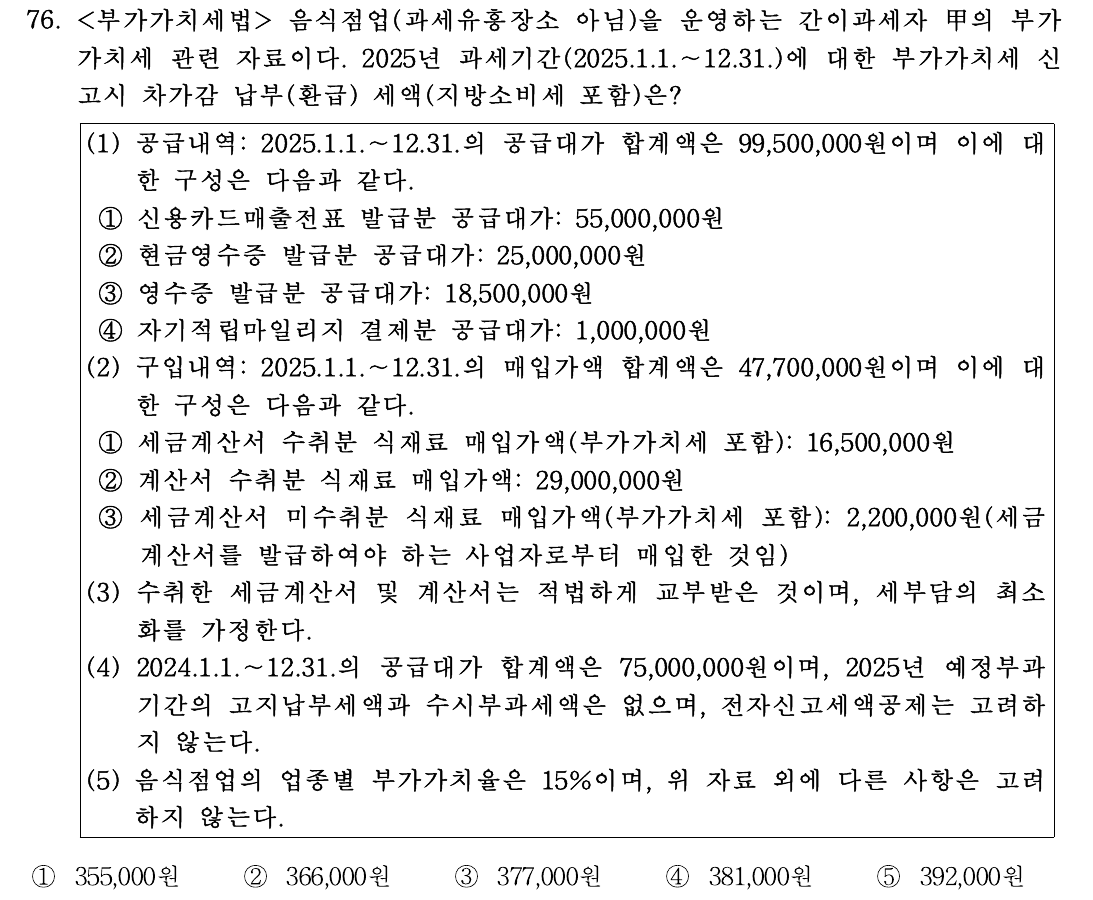 76. <부가가치세법> 음식점업(과세유흥장소 아님)을 운영하는 간이과세자 甲의 부가
가치세 관련 자료이다. 2025년 과세기간(2025.1.1.~12.31.)에 대한 부가가치세 신
고시 차가감 납부(환급) 세액(지방소비세 포함)은?
(1) 공급내역: 2025.1.1.~12.31.의 공급대가 합계액은 99,500,000원이며 이에 대
한 구성은 다음과 같다.
① 신용카드매출전표 발급분 공급대가: 55,000,000원
② 현금영수증 발급분 공급대가: 25,000,000원
③ 영수증 발급분 공급대가: 18,500,000원
④ 자기적립마일리지 결제분 공급대가: 1,000,000원
(2) 구입내역: 2025.1.1.~12.31.의 매입가액 합계액은 47,700,000원이며 이에 대
한 구성은 다음과 같다.
① 세금계산서 수취분 식재료 매입가액(부가가치세 포함): 16,500,000원
② 계산서 수취분 식재료 매입가액: 29,000,000원
③ 세금계산서 미수취분 식재료 매입가액(부가가치세 포함): 2,200,000원(세금
계산서를 발급하여야 하는 사업자로부터 매입한 것임)
(3) 수취한 세금계산서 및 계산서는 적법하게 교부받은 것이며, 세부담의 최소
화를 가정한다.
(4) 2024.1.1.~12.31.의 공급대가 합계액은 75,000,000원이며, 2025년 예정부과
기간의 고지납부세액과 수시부과세액은 없으며, 전자신고세액공제는 고려하
지 않는다.
(5) 음식점업의 업종별 부가가치율은 15%이며, 위 자료 외에 다른 사항은 고려
하지 않는다.
① 355,000원 ② 366,000원 ③ 377,000원 ④ 381,000원 ⑤ 392,000원